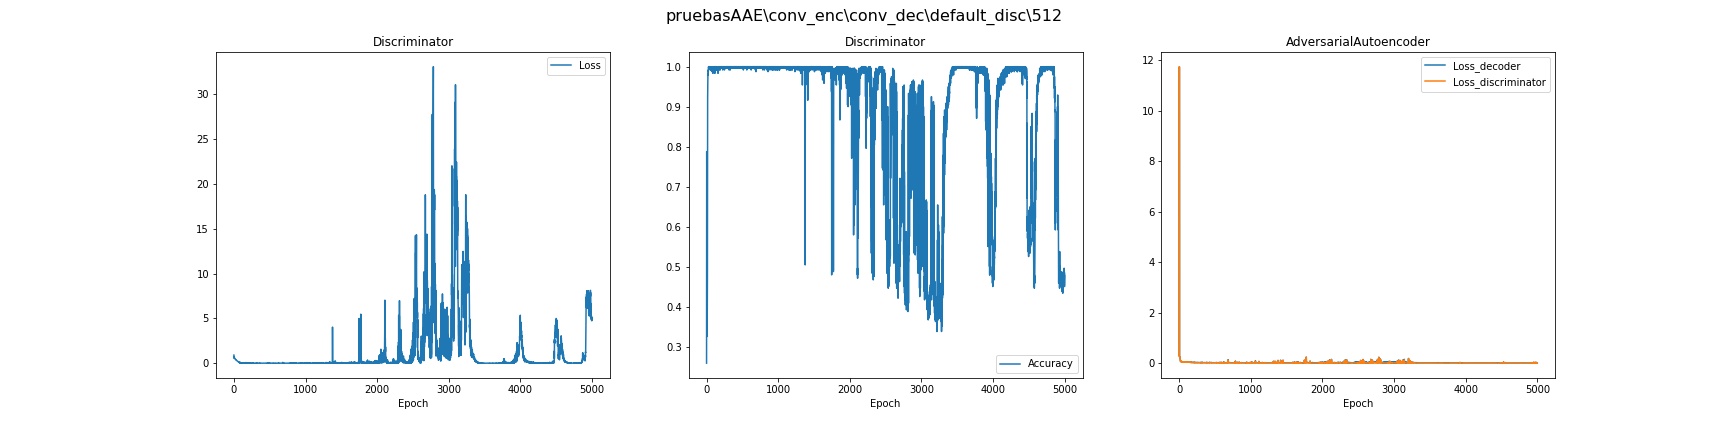 pruebasAAE\conv_enc\conv_dec\default_disc\512
Discriminator
Loss
30
25
20
15
10
5
0
0 1000 2000 3000 4000 5000
Epoch
Discriminator
1.0
0.9
0.8
0.7
0.6
0.5
0.4
0.3
Accuracy
0 1000 2000 3000 4000 5000
Epoch
AdversarialAutoencoder
12
Loss_decoder
Loss_discriminator
10
8
6
4
2
0
0 1000 2000 3000 4000 5000
Epoch